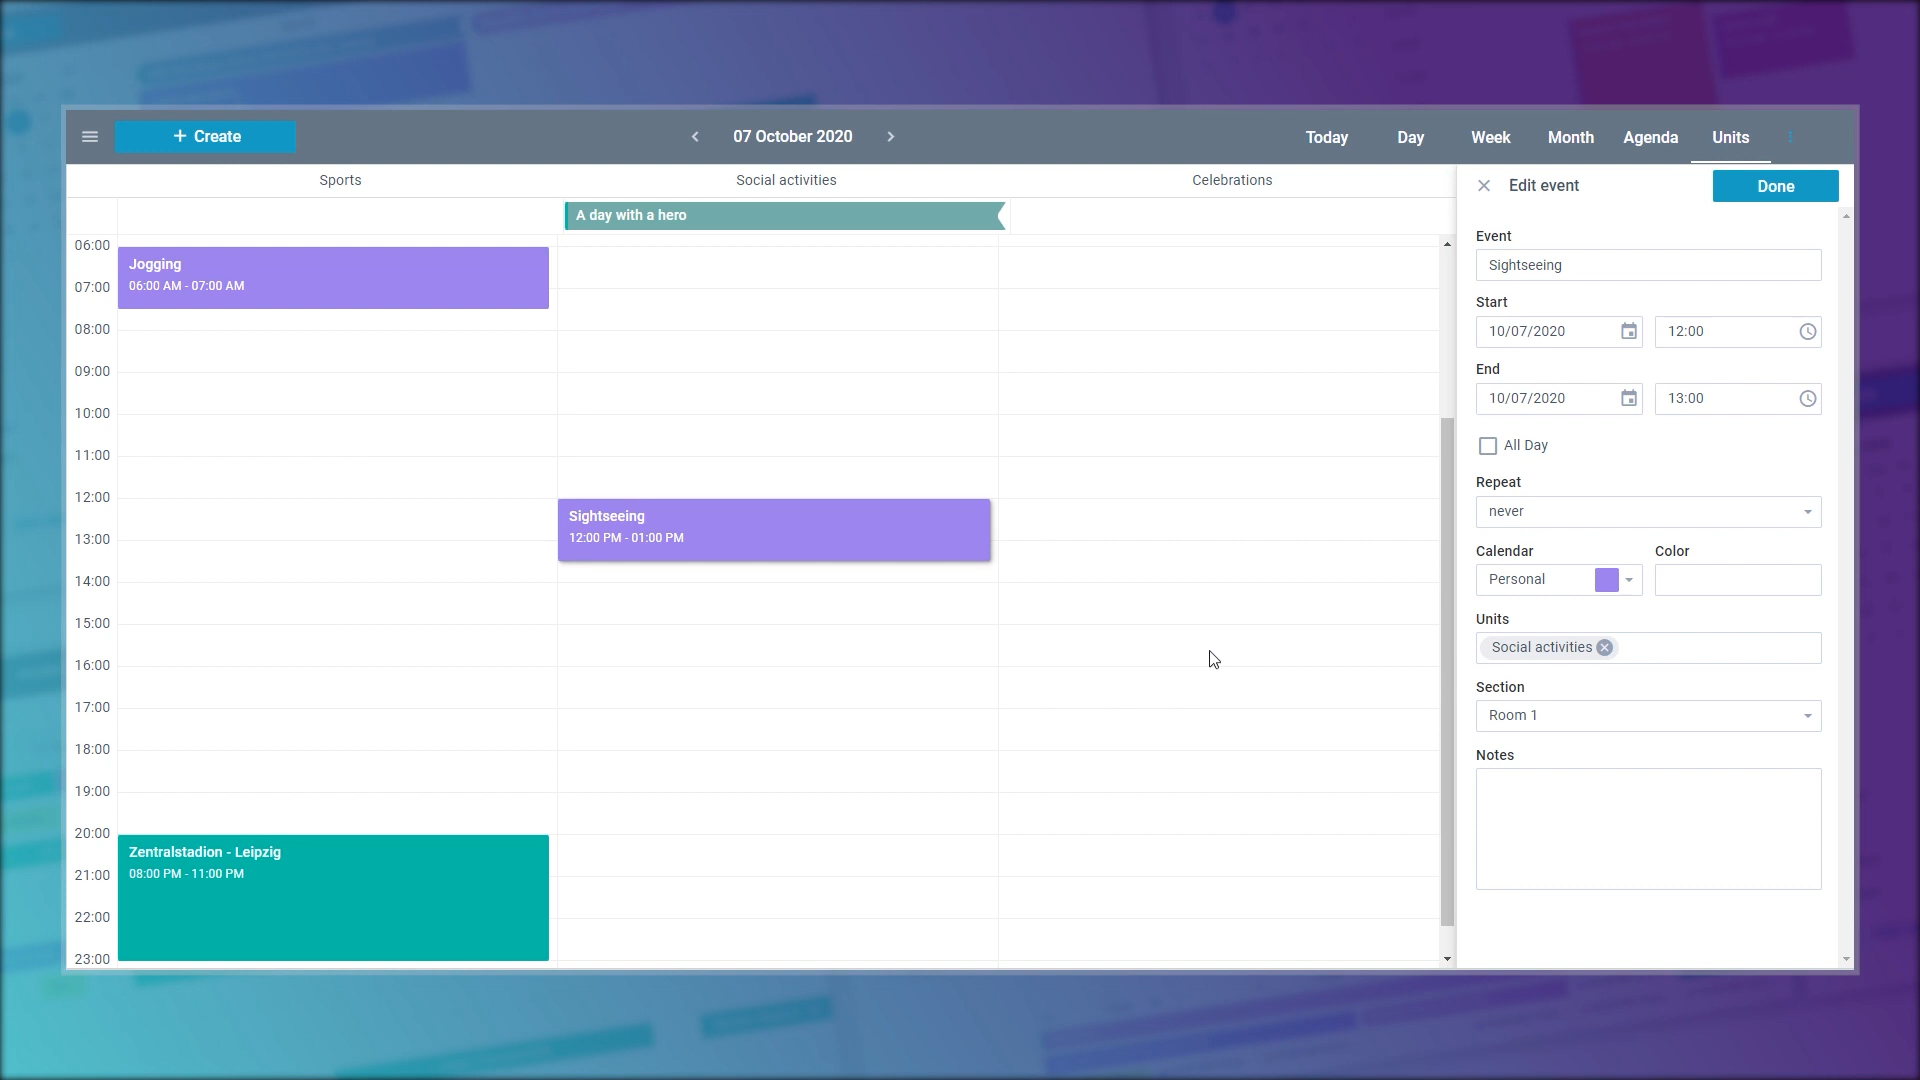 + Create
07 October 2020
Today
Day
Week
Month
Agenda
Units
Sports
Social activities
Celebrations
A day with a hero
06:00
07:00
08:00
09:00
10:00
11:00
12:00
13:00
14:00
15:00
16:00
17:00
18:00
19:00
20:00
21:00
22:00
23:00
Jogging
06:00 AM - 07:00 AM
Sightseeing
12:00 PM - 01:00 PM
Zentralstadion - Leipzig
08:00 PM - 11:00 PM
Edit event
Done
Event
Sightseeing
Start
10/07/2020
12:00
End
10/07/2020
13:00
All Day
Repeat
never
Calendar
Color
Personal
Units
Social activities
Section
Room 1
Notes